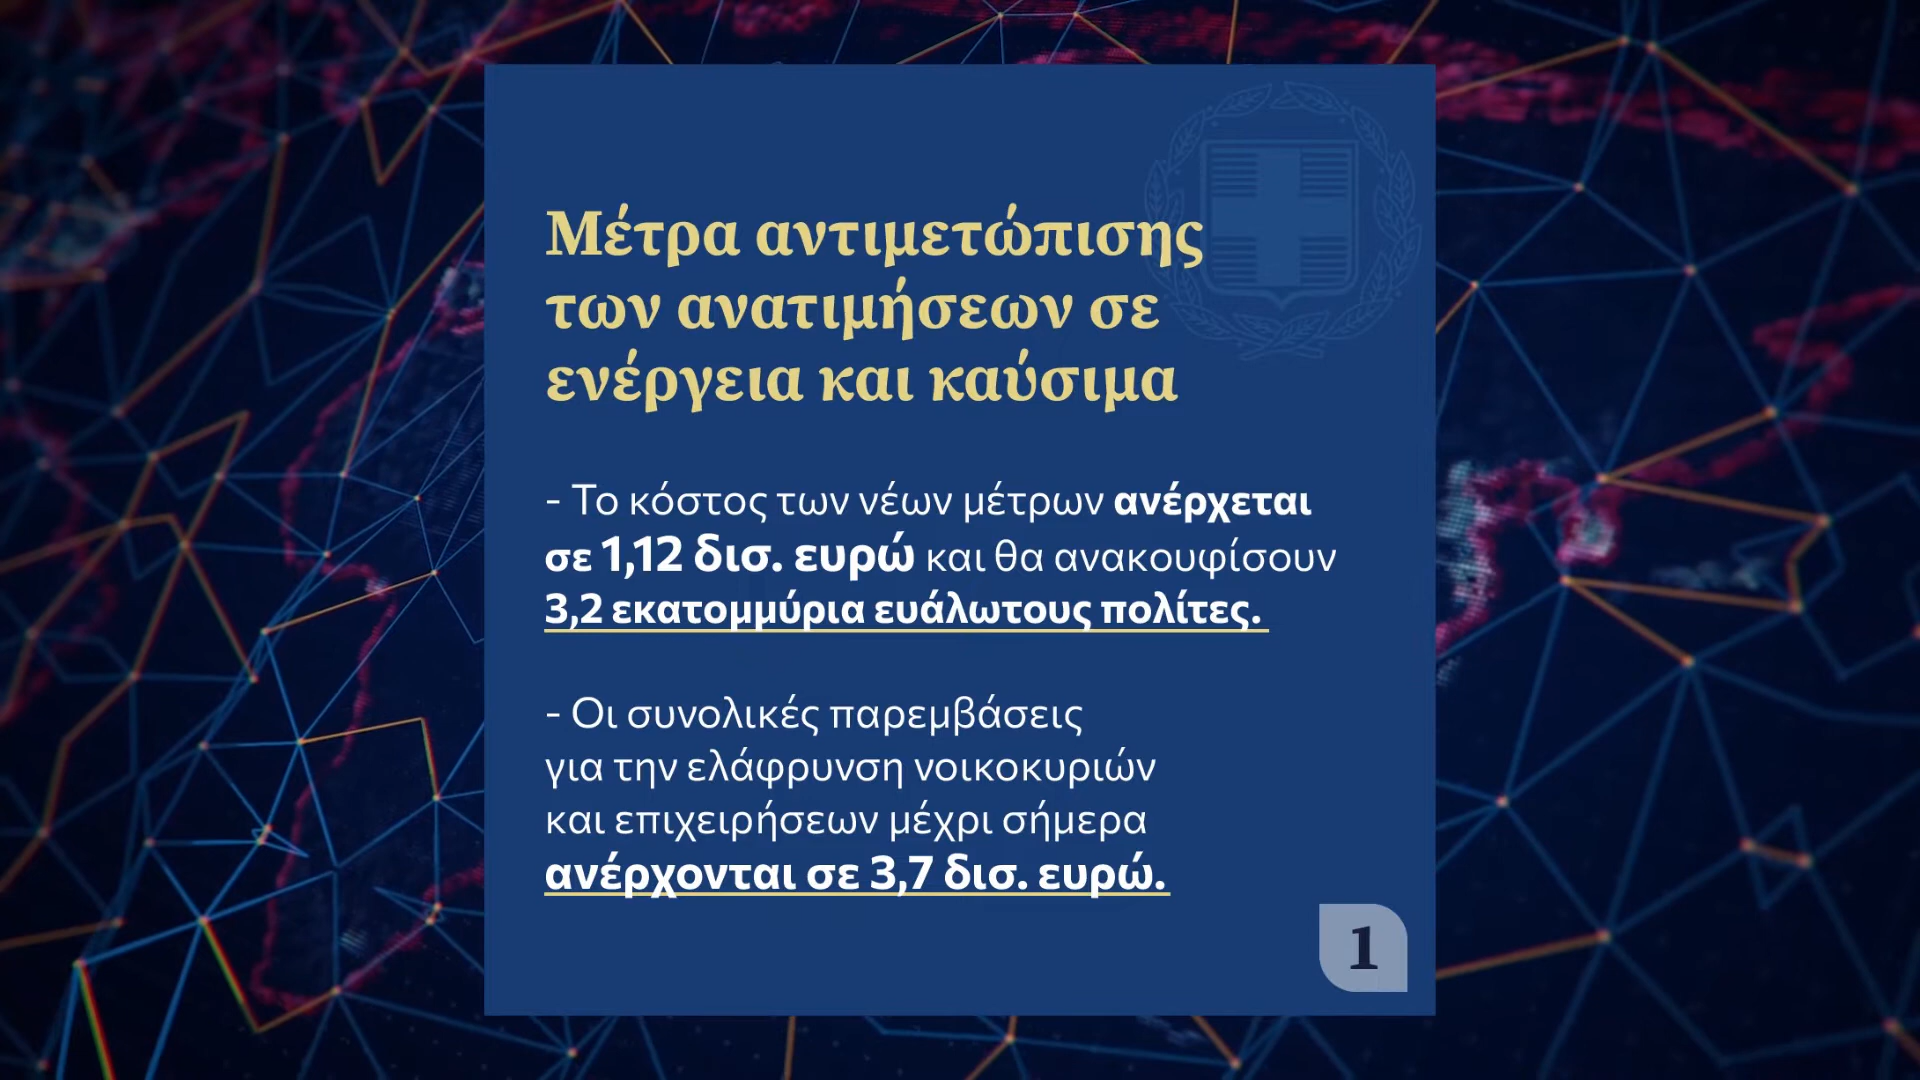 Μέτρα αντιμετώπισης
των ανατιμήσεων σε
ενέργεια και καύσιμα
- Το κόστος των νέων μέτρων ανέρχεται
σε 1,12 δισ. ευρώ και θα ανακουφίσουν
3,2 εκατομμύρια ευάλωτους πολίτες.
- Οι συνολικές παρεμβάσεις
για την ελάφρυνση νοικοκυριών
και επιχειρήσεων μέχρι σήμερα
ανέρχονται σε 3,7 δισ. ευρώ.
1